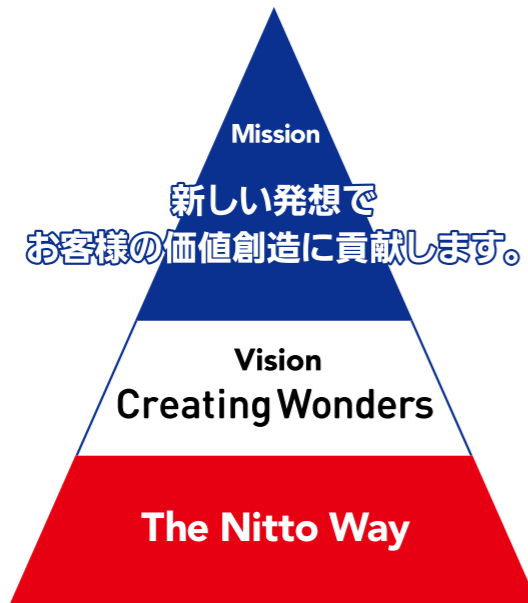 Mission
新しい発想で
お客様の価値創造に貢献します。
Vision
Creating Wonders
The Nitto Way